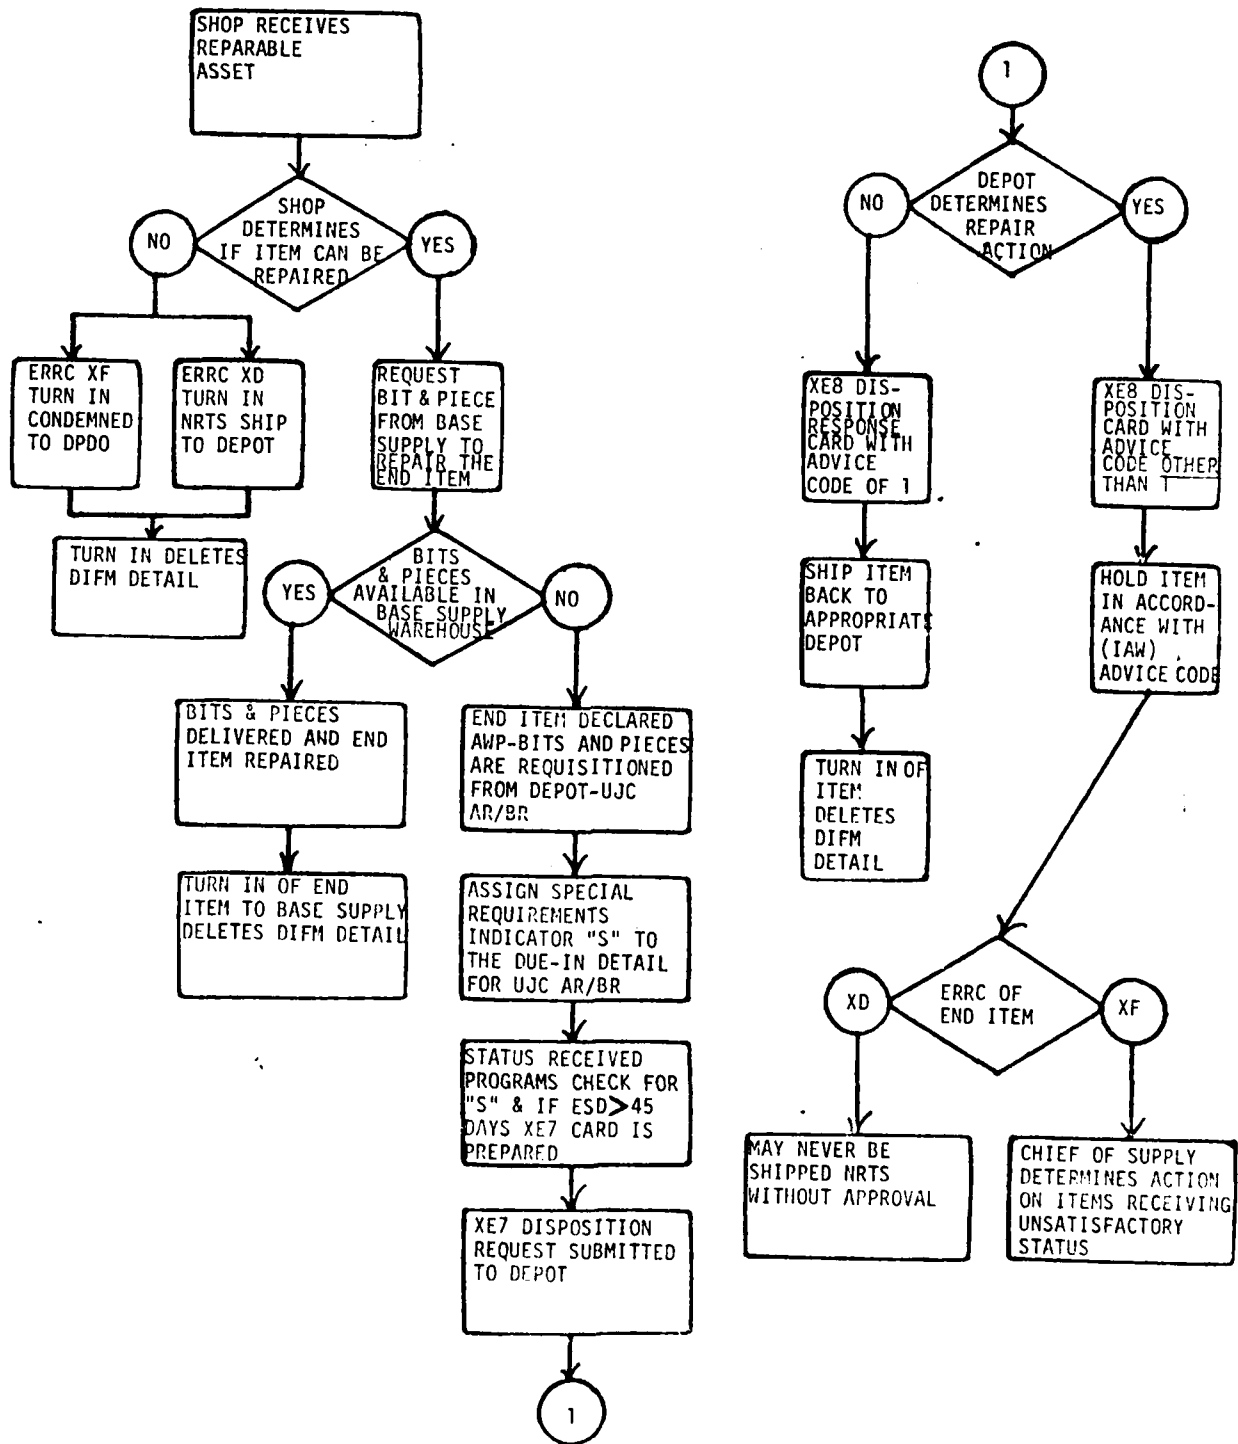 SHOP RECEIVES
REPARABLE
ASSET
SHOP
DETERMINES
IF ITEM CAN BE
REPAIRED
NO
YES
ERRC XF
TURN IN
CONDEMNED
TO DPDO
ERRC XD
TURN IN
NRTS SHIP
TO DEPOT
REQUEST
BIT & PIECE
FROM BASE
SUPPLY TO
REPAIR THE
END ITEM
TURN IN DELETES
DIFM DETAIL
BITS
& PIECES
AVAILABLE IN
BASE SUPPLY
WAREHOUSE
YES
NO
BITS & PIECES
DELIVERED AND END
ITEM REPAIRED
END ITEM DECLARED
AWP-BITS AND PIECES
ARE REQUISITIONED
FROM DEPOT-UJC
AR/BR
TURN IN OF END
ITEM TO BASE SUPPLY
DELETES DIFM DETAIL
ASSIGN SPECIAL
REQUIREMENTS
INDICATOR "S" TO
THE DUE-IN DETAIL
FOR UJC AR/BR
STATUS RECEIVED
PROGRAMS CHECK FOR
"S" & IF ESD>45
DAYS XE7 CARD IS
PREPARED
XE7 DISPOSITION
REQUEST SUBMITTED
TO DEPOT
1
1
DEPOT
DETERMINES
REPAIR
ACTION
NO
YES
XE8 DIS-
POSITION
RESPONSE
CARD WITH
ADVICE
CODE OF 1
XE8 DIS-
POSITION
CARD WITH
ADVICE
CODE OTHER
THAN 1
SHIP ITEM
BACK TO
APPROPRIATE
DEPOT
HOLD ITEM
IN ACCORD-
ANCE WITH
(IAW)
ADVICE CODE
TURN IN OF
ITEM
DELETES
DIFM
DETAIL
ERRC OF
END ITEM
XD
XF
MAY NEVER BE
SHIPPED NRTS
WITHOUT APPROVAL
CHIEF OF SUPPLY
DETERMINES ACTION
ON ITEMS RECEIVING
UNSATISFACTORY
STATUS